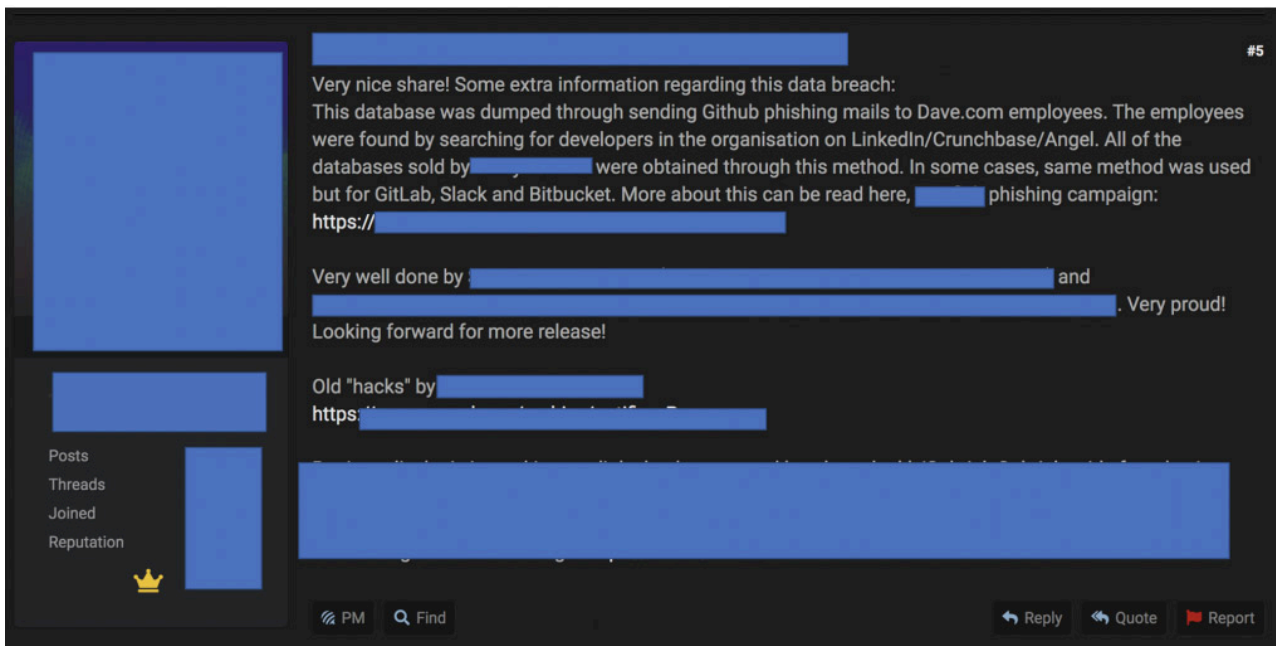 #5
Very nice share! Some extra information regarding this data breach:
This database was dumped through sending Github phishing mails to Dave.com employees. The employees
were found by searching for developers in the organisation on LinkedIn/Crunchbase/Angel. All of the
databases sold by were obtained through this method. In some cases, same method was used
but for GitLab, Slack and Bitbucket. More about this can be read here, phishing campaign:
https://
Very well done by and
. Very proud!
Looking forward for more release!
Old "hacks" by
https:
Posts
Threads
Joined
Reputation
PM Find Reply Quote Report